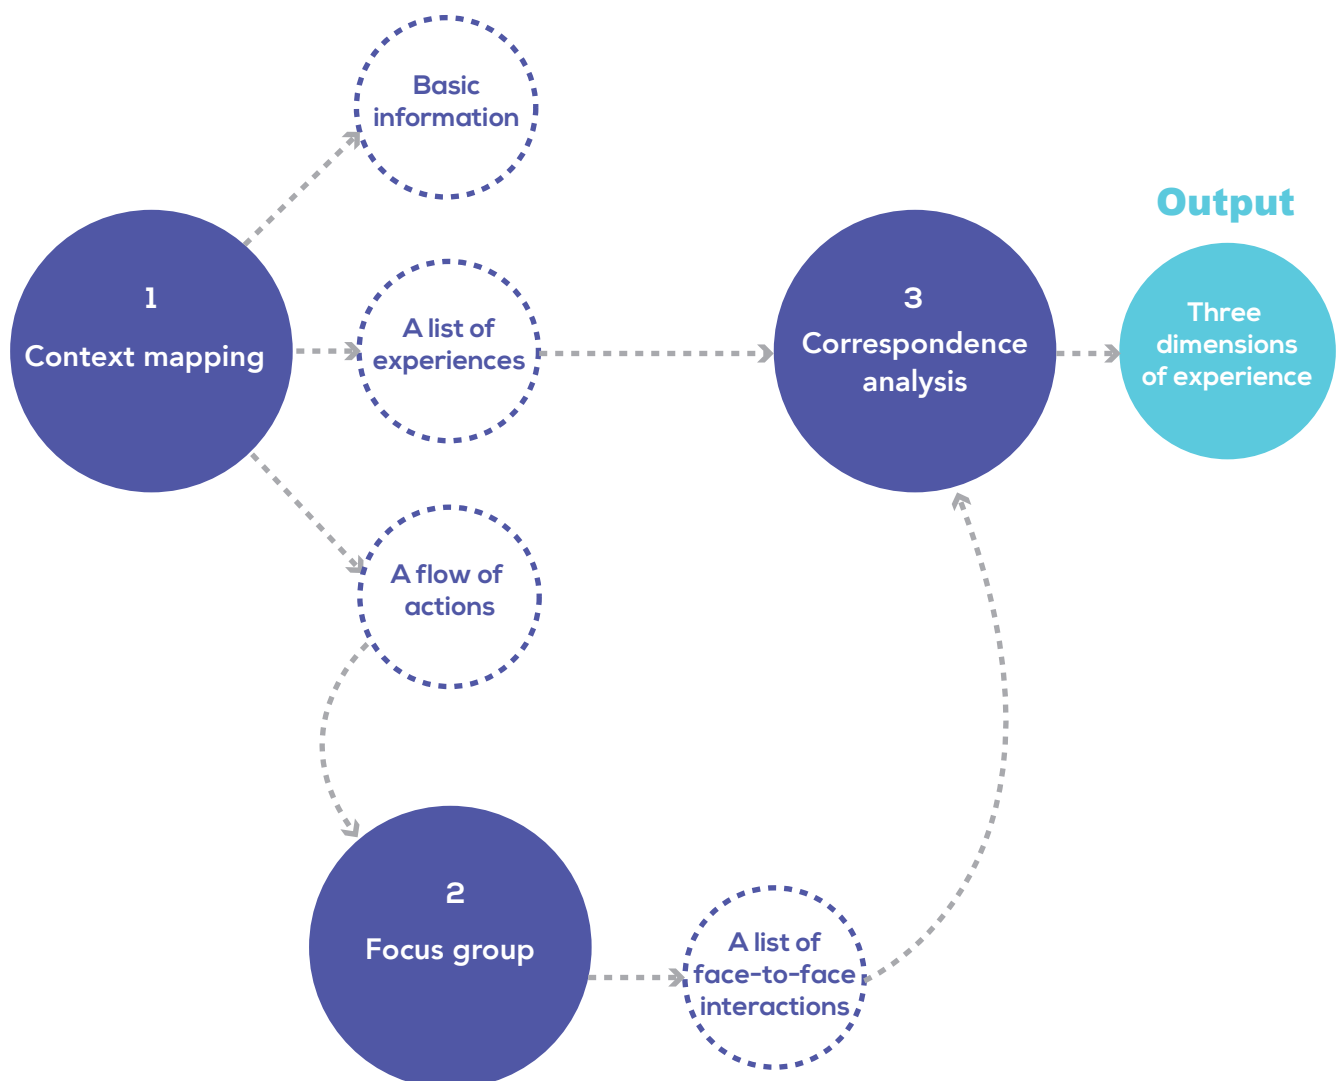 Basic
information
Output
1
Context mapping
A list of
experiences
3
Correspondence
analysis
Three
dimensions
of experience
A flow of
actions
2
Focus group
A list of
face-to-face
interactions